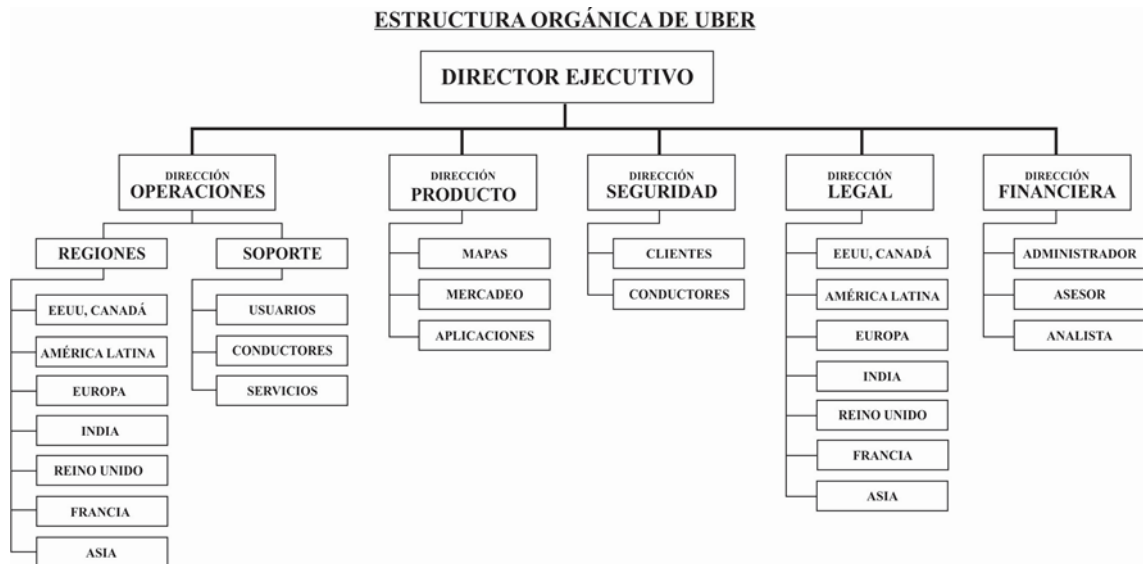 ESTRUCTURA ORGÁNICA DE UBER
DIRECTOR EJECUTIVO
DIRECCIÓN
OPERACIONES
REGIONES
EEUU, CANADÁ
AMÉRICA LATINA
EUROPA
INDIA
REINO UNIDO
FRANCIA
ASIA
SOPORTE
USUARIOS
CONDUCTORES
SERVICIOS
DIRECCIÓN
PRODUCTO
MAPAS
MERCADEO
APLICACIONES
DIRECCIÓN
SEGURIDAD
CLIENTES
CONDUCTORES
DIRECCIÓN
LEGAL
EEUU, CANADÁ
AMÉRICA LATINA
EUROPA
INDIA
REINO UNIDO
FRANCIA
ASIA
DIRECCIÓN
FINANCIERA
ADMINISTRADOR
ASESOR
ANALISTA